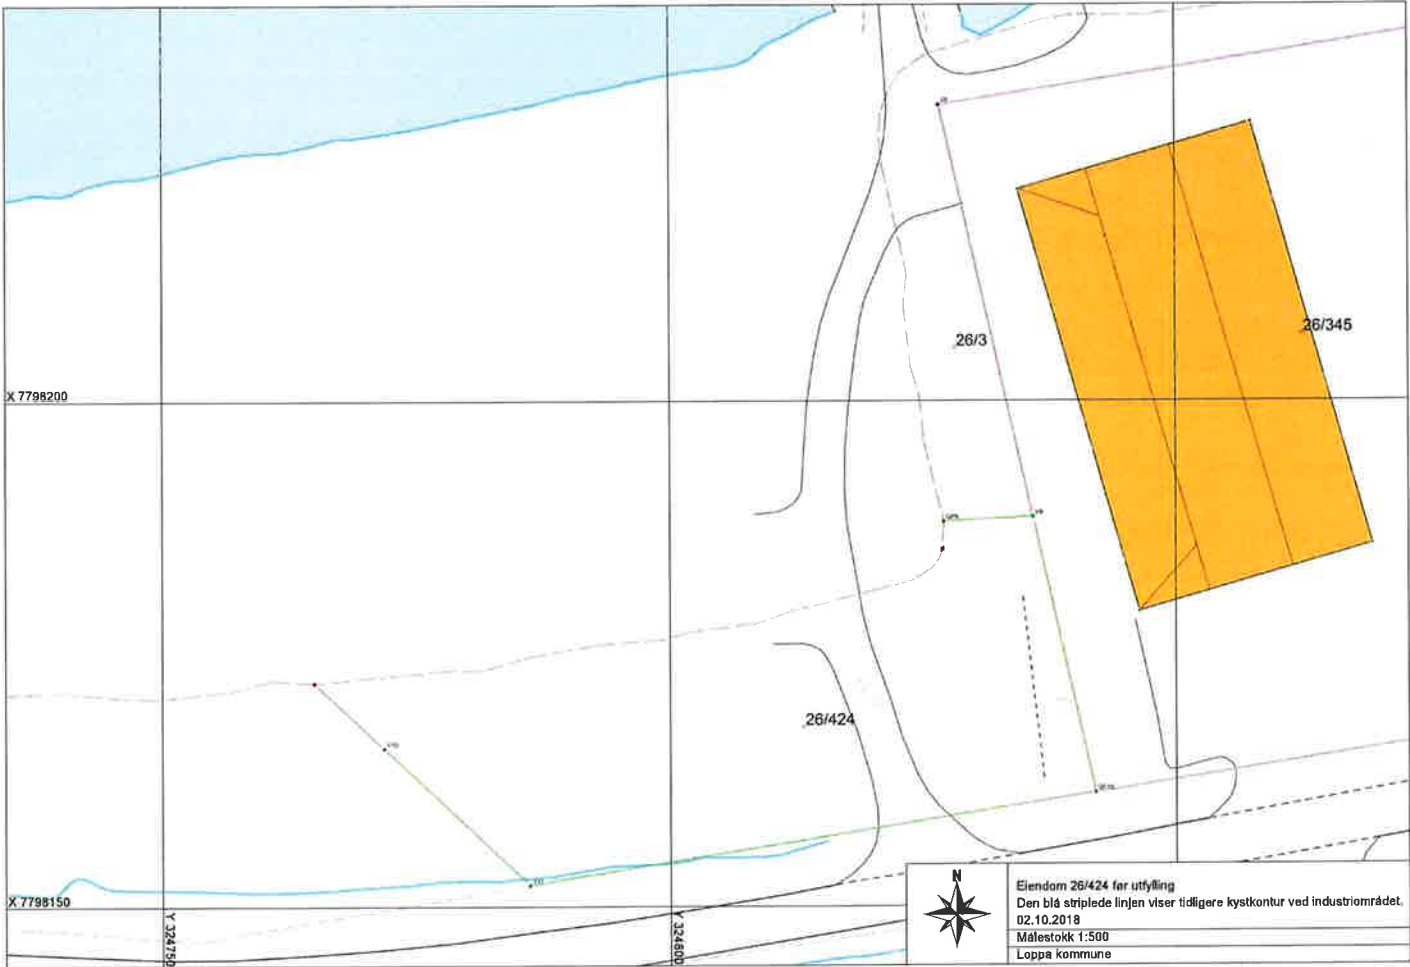 26/345
26/3
X 7798200
26/424
X 7798150
Y 324750
Y 324800
N
Eiendom 26/424 før utfylling
Den blå striplede linjen viser tidligere kystkontur ved industriområdet.
02.10.2018
Målestokk 1:500
Loppa kommune